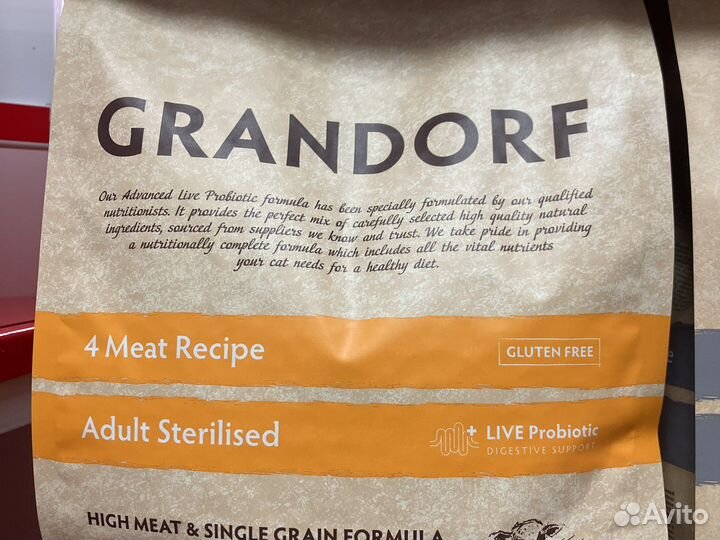 GRANDORF
Our Advanced Live Probiotic formula has been specially formulated by our qualified
nutritionists. It provides the perfect mix of carefully selected high quality natural
ingredients, sourced from suppliers we know and trust. We take pride in providing
a nutritionally complete formula which includes all the vital nutrients
your cat needs for a healthy diet.
4 Meat Recipe
GLUTEN FREE
Adult Sterilised
LIVE Probiotic
DIGESTIVE SUPPORT
HIGH MEAT & SINGLE GRAIN FORMULA
Avito